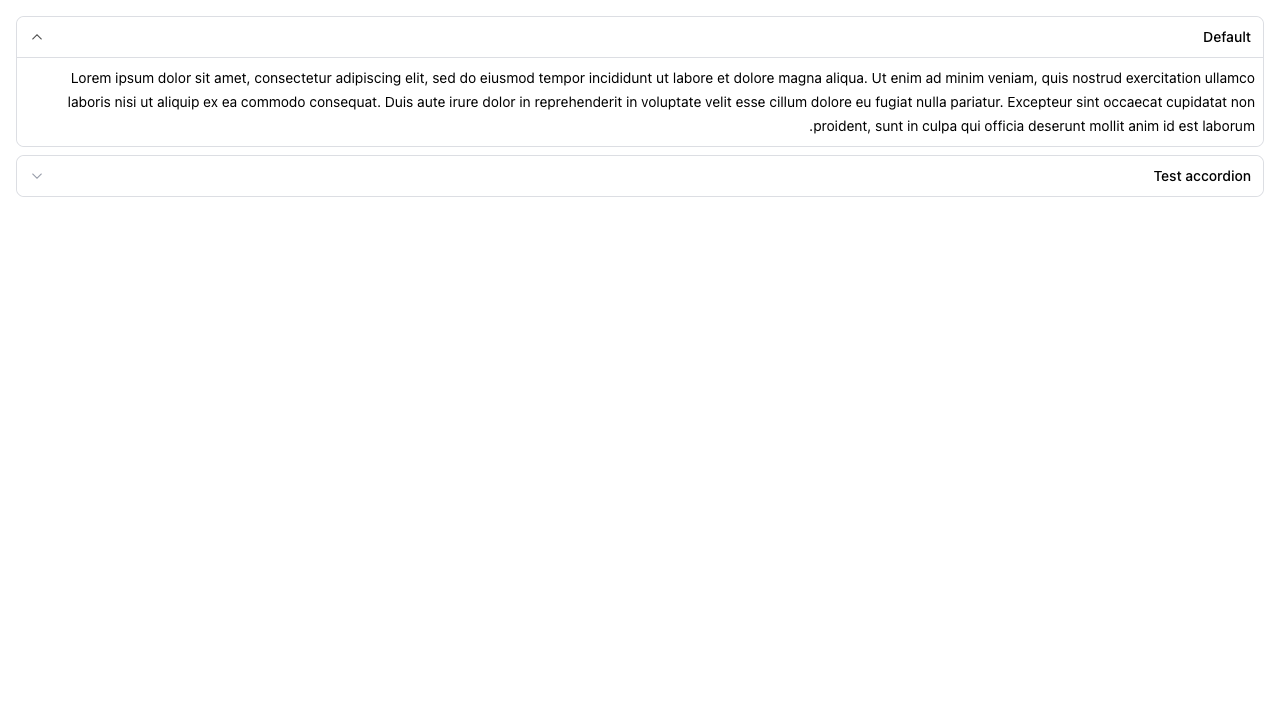 Default
Lorem ipsum dolor sit amet, consectetur adipiscing elit, sed do eiusmod tempor incididunt ut labore et dolore magna aliqua. Ut enim ad minim veniam, quis nostrud exercitation ullamco
laboris nisi ut aliquip ex ea commodo consequat. Duis aute irure dolor in reprehenderit in voluptate velit esse cillum dolore eu fugiat nulla pariatur. Excepteur sint occaecat cupidatat non
.proident, sunt in culpa qui officia deserunt mollit anim id est laborum
Test accordion